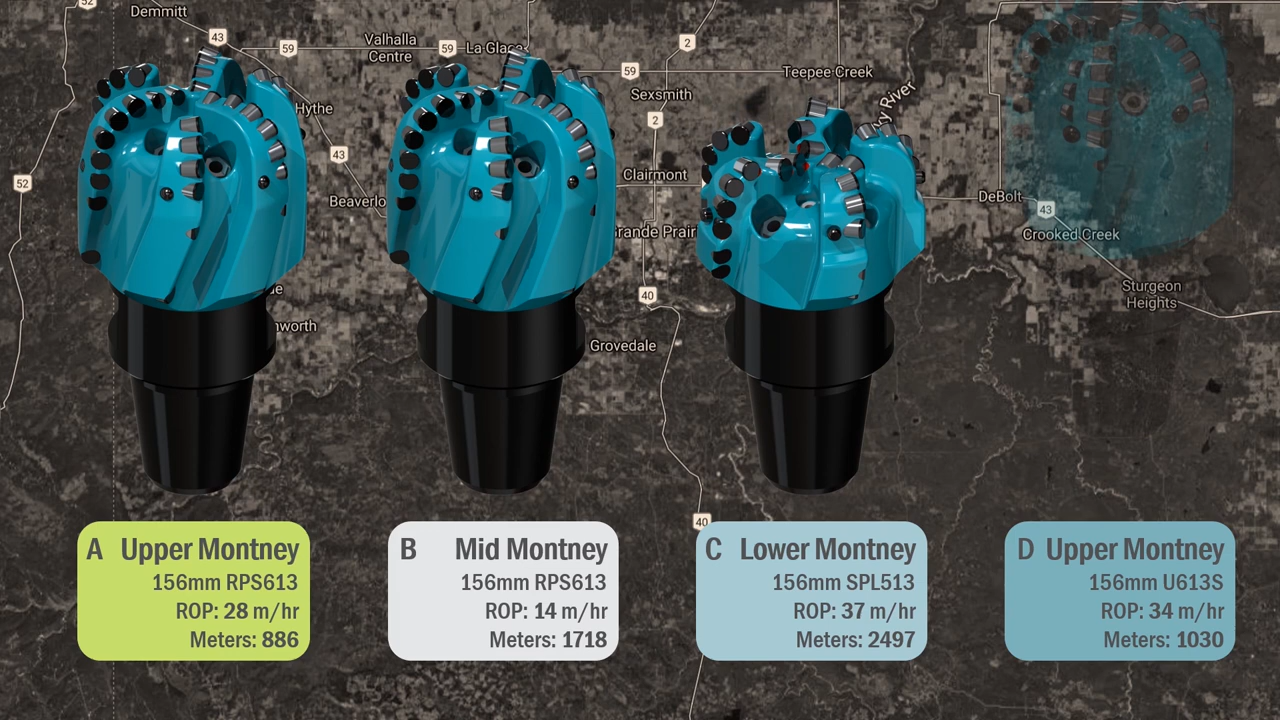 52
Demmitt
43
59
Valhalla
Centre
59
La Glace
2
59
Teepee Creek
Sexsmith
Hythe
2
43
52
Clairmont
Beaverlo
DeBolt
43
Crooked Creek
Grande Prair
Sturgeon
Heights
40
nworth
Grovedale
40
A Upper Montney
156mm RPS613
ROP: 28 m/hr
Meters: 886
B Mid Montney
156mm RPS613
ROP: 14 m/hr
Meters: 1718
C Lower Montney
156mm SPL513
ROP: 37 m/hr
Meters: 2497
D Upper Montney
156mm U613S
ROP: 34 m/hr
Meters: 1030